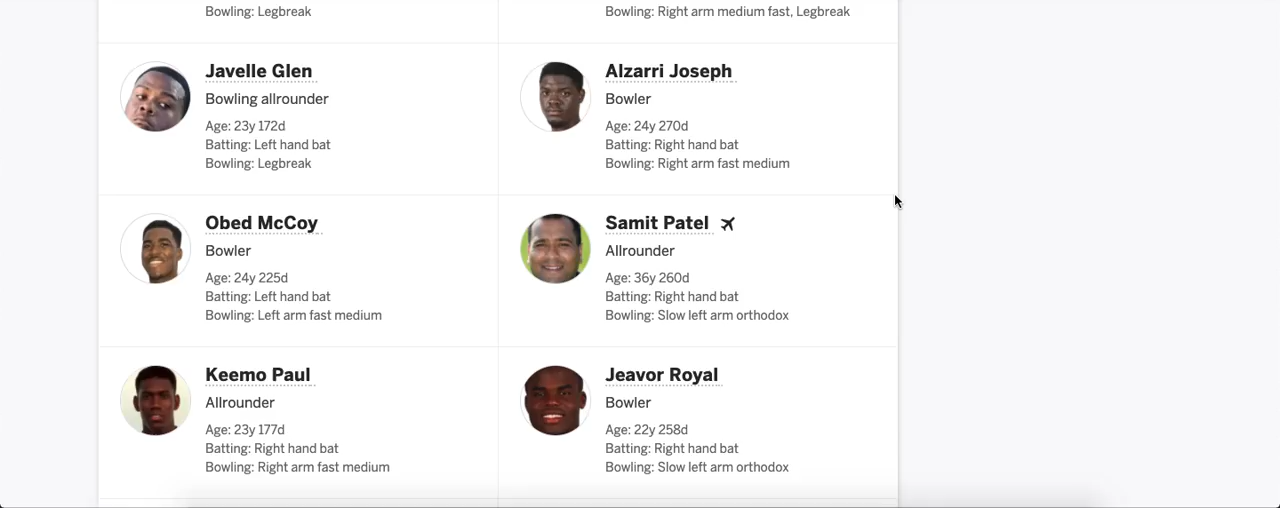 Bowling: Legbreak
Bowling: Right arm medium fast, Legbreak
Javelle Glen
Bowling allrounder
Age: 23y 172d
Batting: Left hand bat
Bowling: Legbreak
Alzarri Joseph
Bowler
Age: 24y 270d
Batting: Right hand bat
Bowling: Right arm fast medium
Obed McCoy
Bowler
Age: 24y 225d
Batting: Left hand bat
Bowling: Left arm fast medium
Samit Patel
Allrounder
Age: 36y 260d
Batting: Right hand bat
Bowling: Slow left arm orthodox
Keemo Paul
Allrounder
Age: 23y 177d
Batting: Right hand bat
Bowling: Right arm fast medium
Jeavor Royal
Bowler
Age: 22y 258d
Batting: Right hand bat
Bowling: Slow left arm orthodox